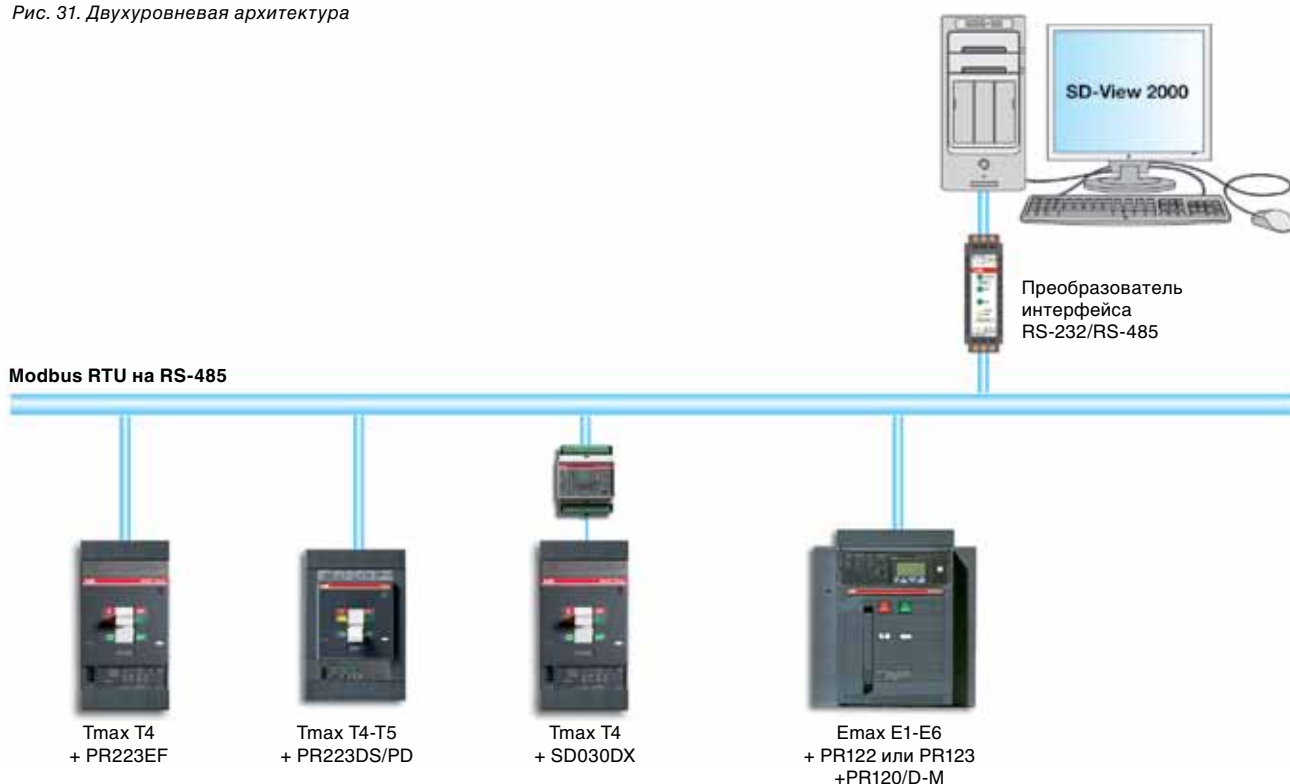 Рис. 31. Двухуровневая архитектура
SD-View 2000
Преобразователь
интерфейса
RS-232/RS-485
Modbus RTU на RS-485
Tmax T4
+ PR223EF
Tmax T4-T5
+ PR223DS/PD
Tmax T4
+ SD030DX
Emax E1-E6
+ PR122 или PR123
+PR120/D-M